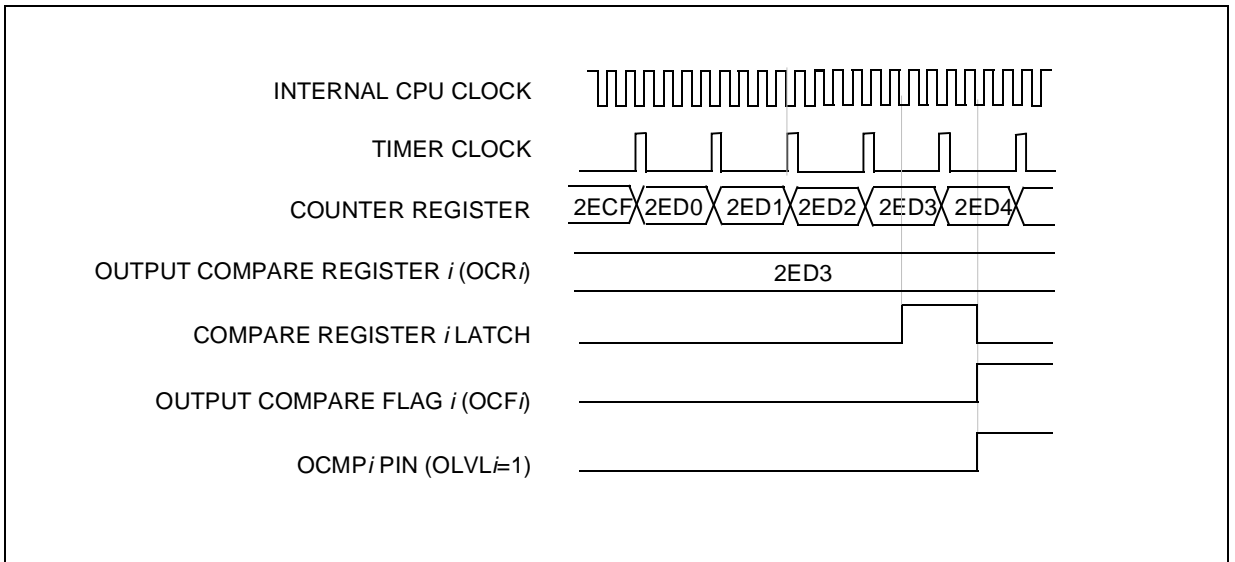 INTERNAL CPU CLOCK
TIMER CLOCK
COUNTER REGISTER 2ECF 2ED0 2ED1 2ED2 2ED3 2ED4
OUTPUT COMPARE REGISTER i (OCRi) 2ED3
COMPARE REGISTER i LATCH
OUTPUT COMPARE FLAG i (OCFi)
OCMPi PIN (OLVLi=1)